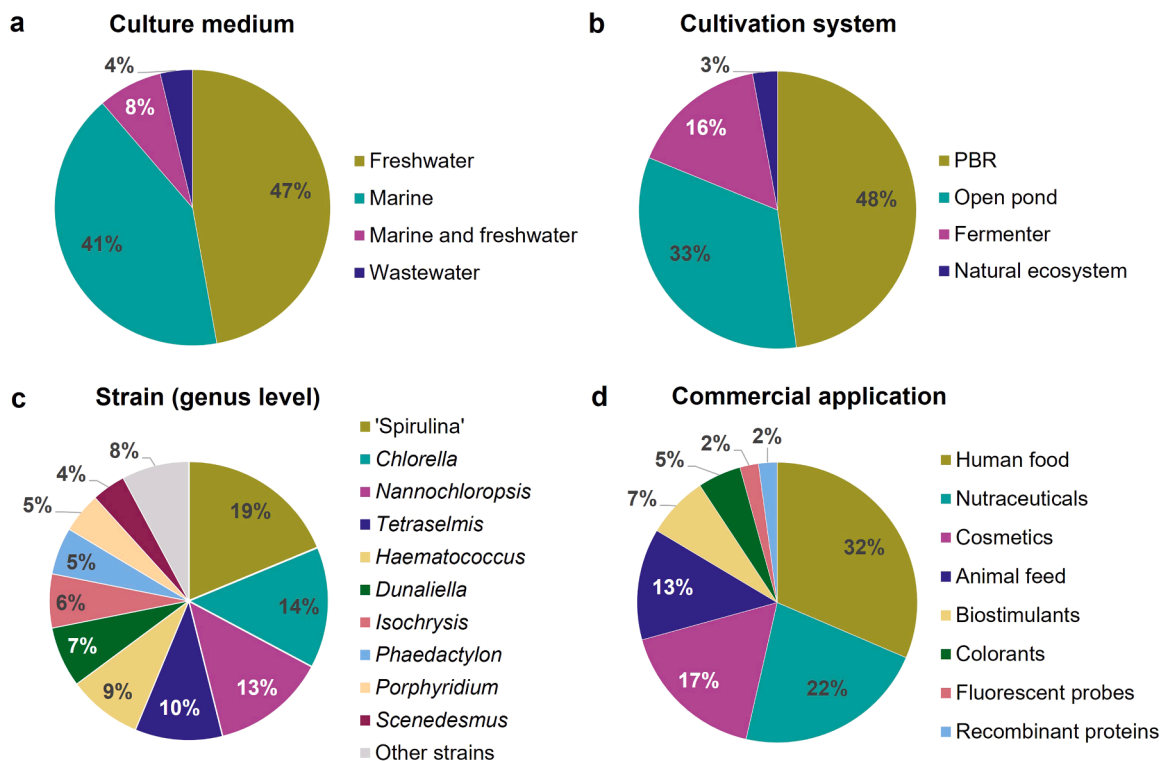 a
Culture medium
4%
8%
47%
41%
Freshwater
Marine
Marine and freshwater
Wastewater
b
Cultivation system
3%
16%
48%
33%
PBR
Open pond
Fermenter
Natural ecosystem
c
Strain (genus level)
8%
4%
5%
5%
6%
7%
9%
10%
13%
14%
19%
'Spirulina'
Chlorella
Nannochloropsis
Tetraselmis
Haematococcus
Dunaliella
Isochrysis
Phaedactylon
Porphyridium
Scenedesmus
Other strains
d
Commercial application
2%
2%
5%
7%
13%
17%
22%
32%
Human food
Nutraceuticals
Cosmetics
Animal feed
Biostimulants
Colorants
Fluorescent probes
Recombinant proteins